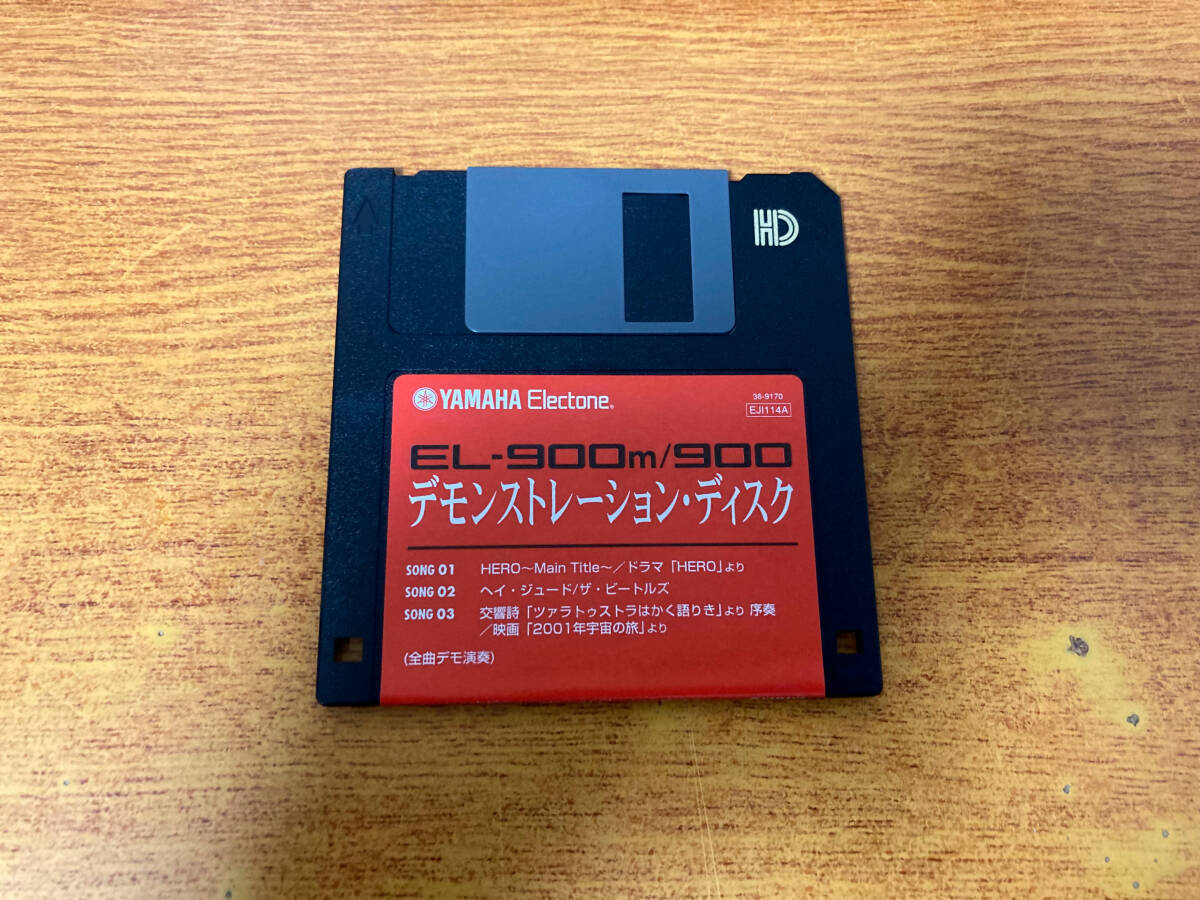 HD
YAMAHA Electone®
36-9170
EJI114A
EL-900m/900
デモンストレーション・ディスク
SONG 01 HERO～Main Title～／ドラマ「HERO」より
SONG 02 ヘイ・ジュード/ザ・ビートルズ
SONG 03 交響詩「ツァラトゥストラはかく語りき」より 序奏
／映画「2001年宇宙の旅」より
(全曲デモ演奏)